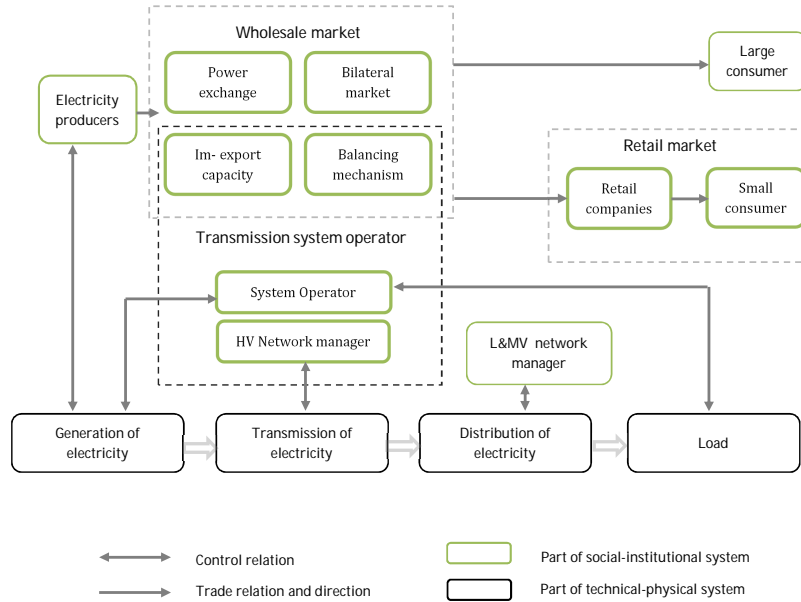 Wholesale market
Power
exchange
Bilateral
market
Large
consumer
Electricity
producers
Im- export
capacity
Balancing
mechanism
Retail market
Retail
companies
Small
consumer
Transmission system operator
System Operator
HV Network manager
L&MV network
manager
Generation of
electricity
Transmission of
electricity
Distribution of
electricity
Load
Control relation
Part of social-institutional system
Trade relation and direction
Part of technical-physical system